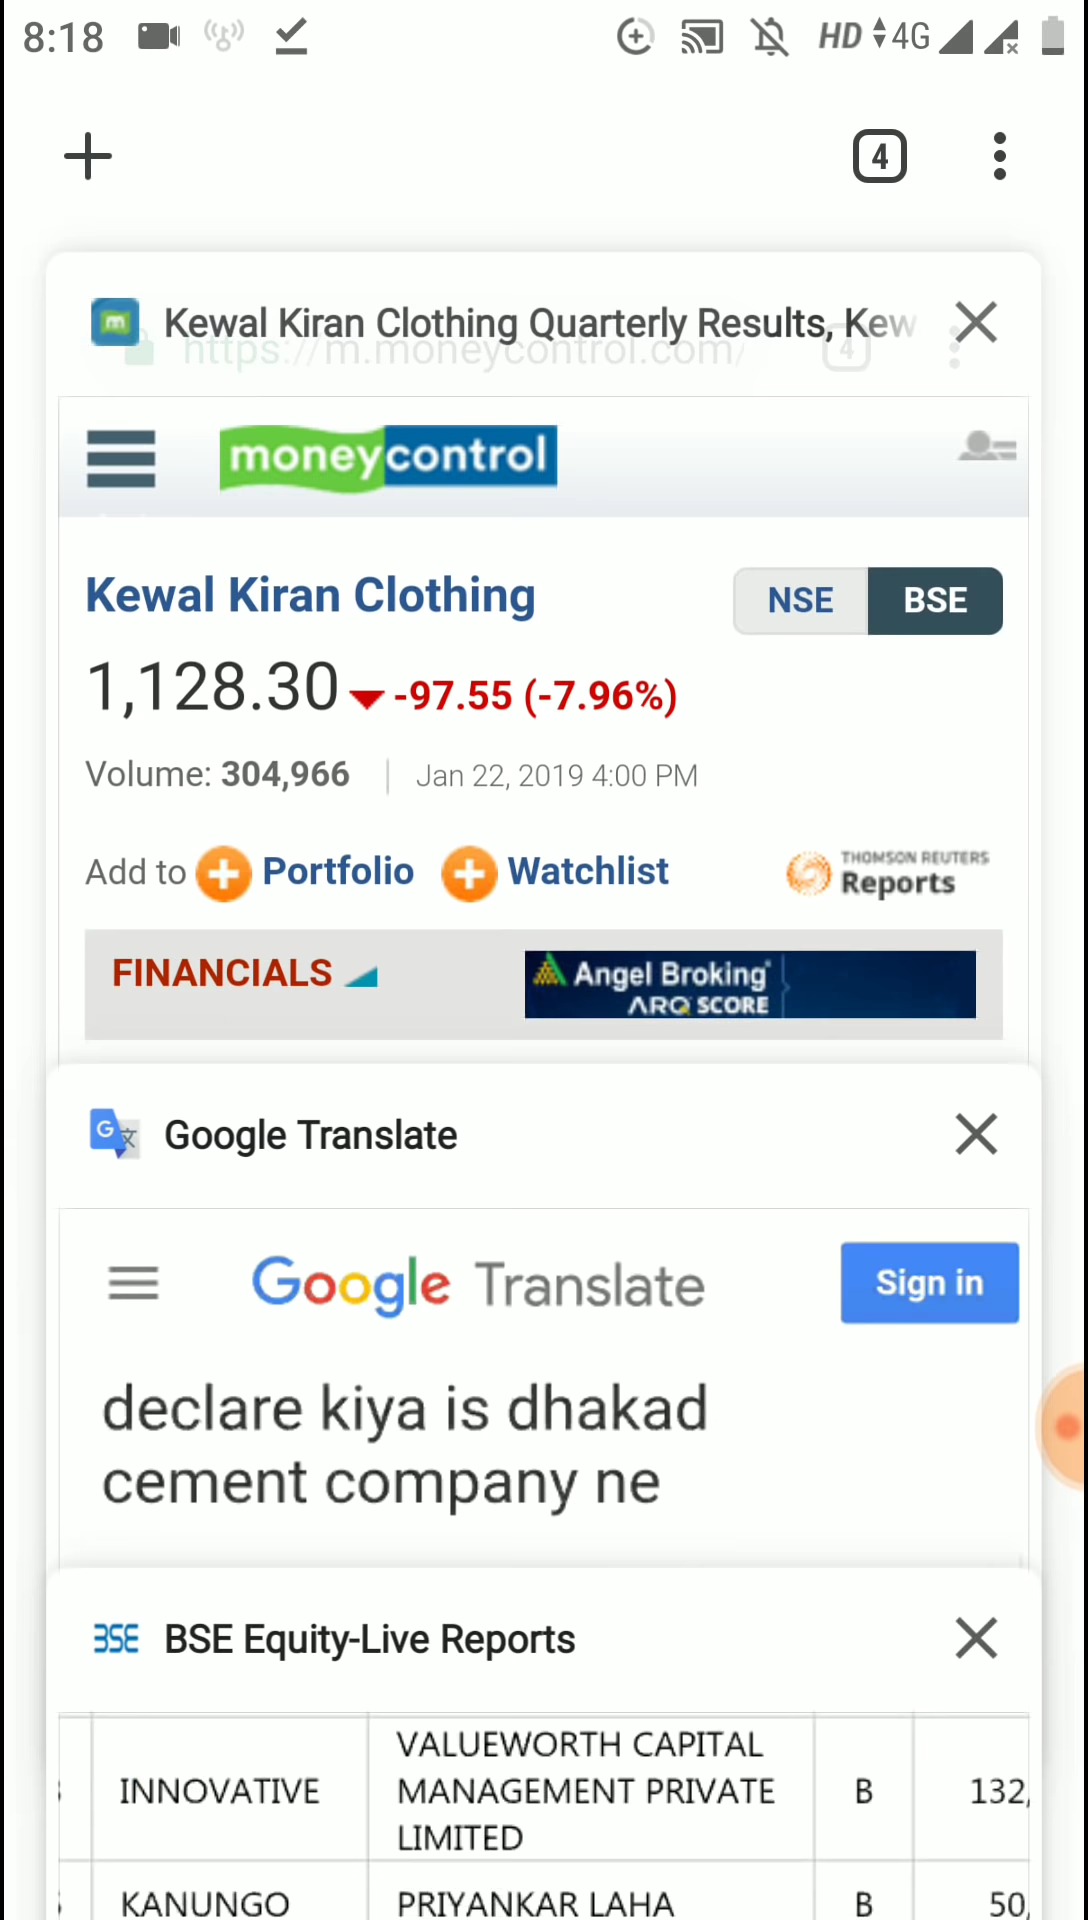 8:18
HD 4G
4
Kewal Kiran Clothing Quarterly Results, Kew
https://m.moneycontrol.com/ 4
moneycontrol
Kewal Kiran Clothing
NSE BSE
1,128.30 -97.55 (-7.96%)
Volume: 304,966 | Jan 22, 2019 4:00 PM
Add to Portfolio Watchlist
THOMSON REUTERS
Reports
FINANCIALS
Angel Broking
ARQ SCORE
Google Translate
Google Translate
Sign in
declare kiya is dhakad
cement company ne
BSE BSE Equity-Live Reports
INNOVATIVE
VALUEWORTH CAPITAL
MANAGEMENT PRIVATE
LIMITED
B
132,
KANUNGO
PRIYANKAR LAHA
B
50,